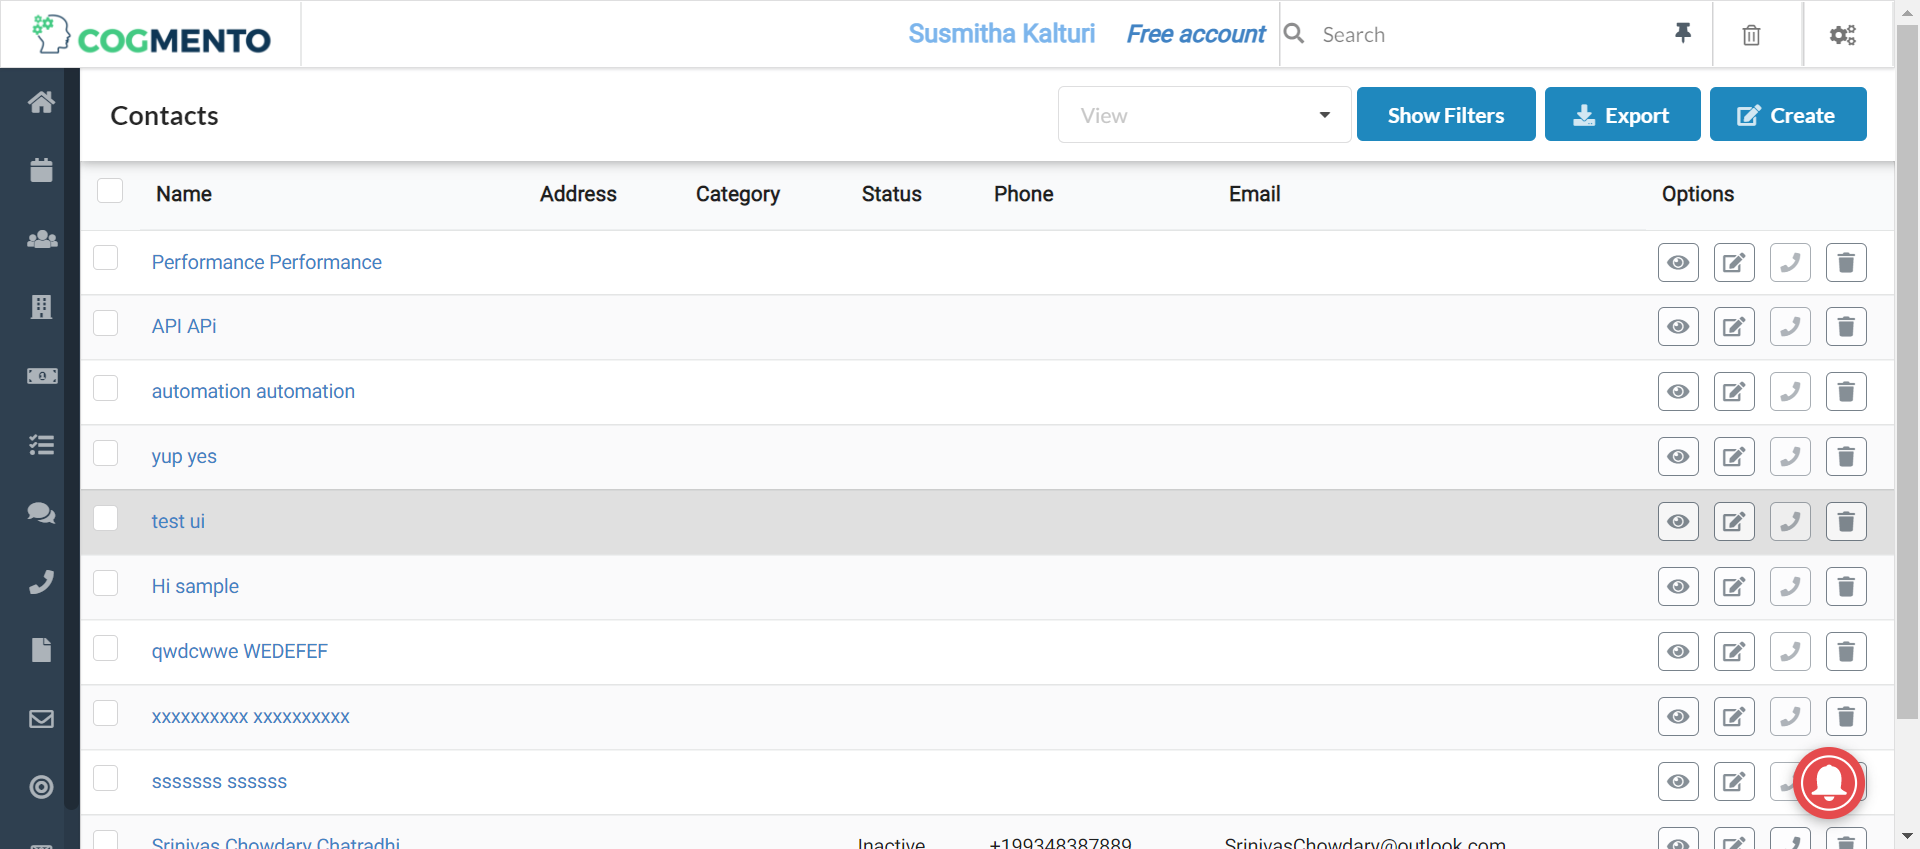 COGMENTO
Susmitha Kalturi Free account Search
Contacts View Show Filters Export Create
Name Address Category Status Phone Email Options
Performance Performance
API APi
automation automation
yup yes
test ui
Hi sample
qwdcwwe WEDEFEF
xxxxxxxxxx xxxxxxxxxx
sssssss ssssss
Srinivas Chowdary Chatradhi Inactive +199348387889 SrinivasChowdary@outlook.com